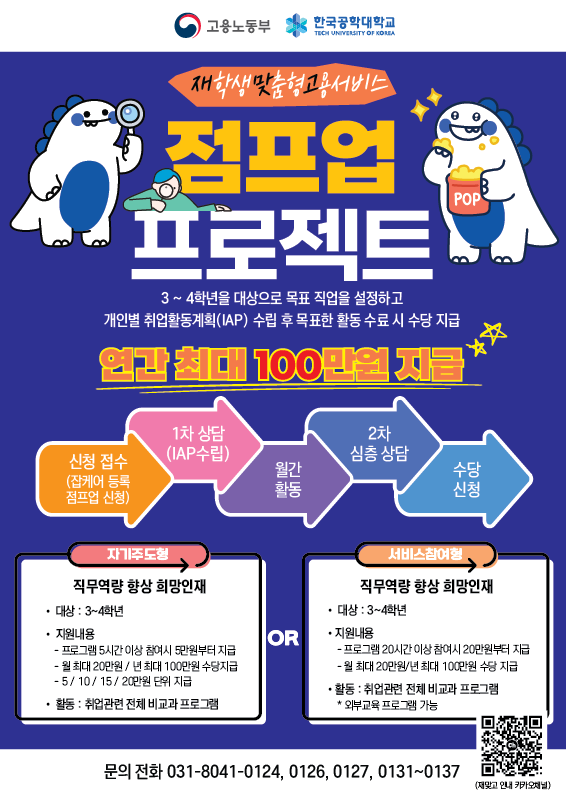 고용노동부
한국공학대학교
TECH UNIVERSITY OF KOREA
재학생맞춤형고용서비스
점프업
프로젝트
POP
3 ~ 4학년을 대상으로 목표 직업을 설정하고
개인별 취업활동계획(IAP) 수립 후 목표한 활동 수료 시 수당 지급
연간 최대 100만원 지급
신청 접수
(잡케어 등록
점프업 신청)
1차 상담
(IAP수립)
월간
활동
2차
심층 상담
수당
신청
자기주도형
직무역량 향상 희망인재
• 대상 : 3~4학년
• 지원내용
- 프로그램 5시간 이상 참여시 5만원부터 지급
- 월 최대 20만원 / 년 최대 100만원 수당지급
- 5 / 10 / 15 / 20만원 단위 지급
• 활동 : 취업관련 전체 비교과 프로그램
OR
서비스참여형
직무역량 향상 희망인재
• 대상 : 3~4학년
• 지원내용
- 프로그램 20시간 이상 참여시 20만원부터 지급
- 월 최대 20만원/년 최대 100만원 수당 지급
• 활동 : 취업관련 전체 비교과 프로그램
* 외부교육 프로그램 가능
문의 전화 031-8041-0124, 0126, 0127, 0131~0137
(재맞고 안내 카카오채널)